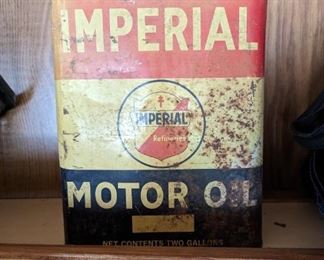 IMPERIAL
IMPERIAL
Refineries
MOTOR OIL
NET CONTENTS TWO GALLONS